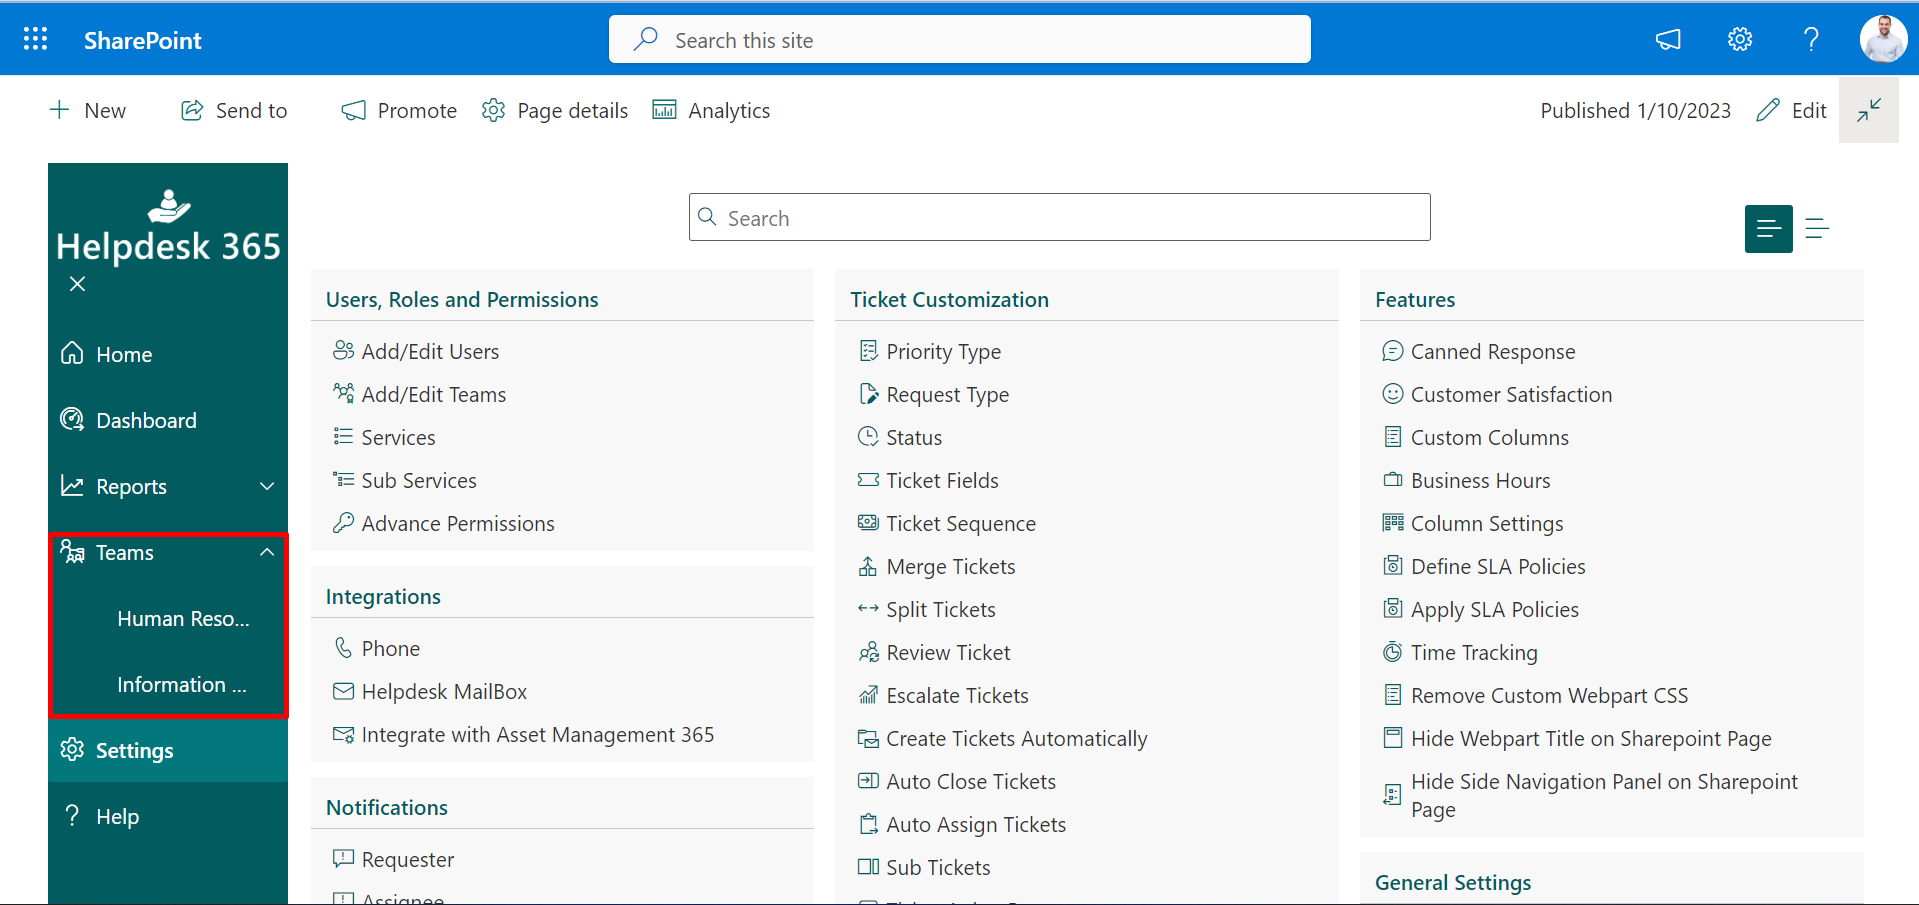 SharePoint
Search this site
New
Send to
Promote
Page details
Analytics
Published 1/10/2023
Edit
Helpdesk 365
Home
Dashboard
Reports
Teams
Human Reso...
Information ...
Settings
Help
Search
Users, Roles and Permissions
Add/Edit Users
Add/Edit Teams
Services
Sub Services
Advance Permissions
Integrations
Phone
Helpdesk MailBox
Integrate with Asset Management 365
Notifications
Requester
Assignee
Ticket Customization
Priority Type
Request Type
Status
Ticket Fields
Ticket Sequence
Merge Tickets
Split Tickets
Review Ticket
Escalate Tickets
Create Tickets Automatically
Auto Close Tickets
Auto Assign Tickets
Sub Tickets
Features
Canned Response
Customer Satisfaction
Custom Columns
Business Hours
Column Settings
Define SLA Policies
Apply SLA Policies
Time Tracking
Remove Custom Webpart CSS
Hide Webpart Title on Sharepoint Page
Hide Side Navigation Panel on Sharepoint
Page
General Settings